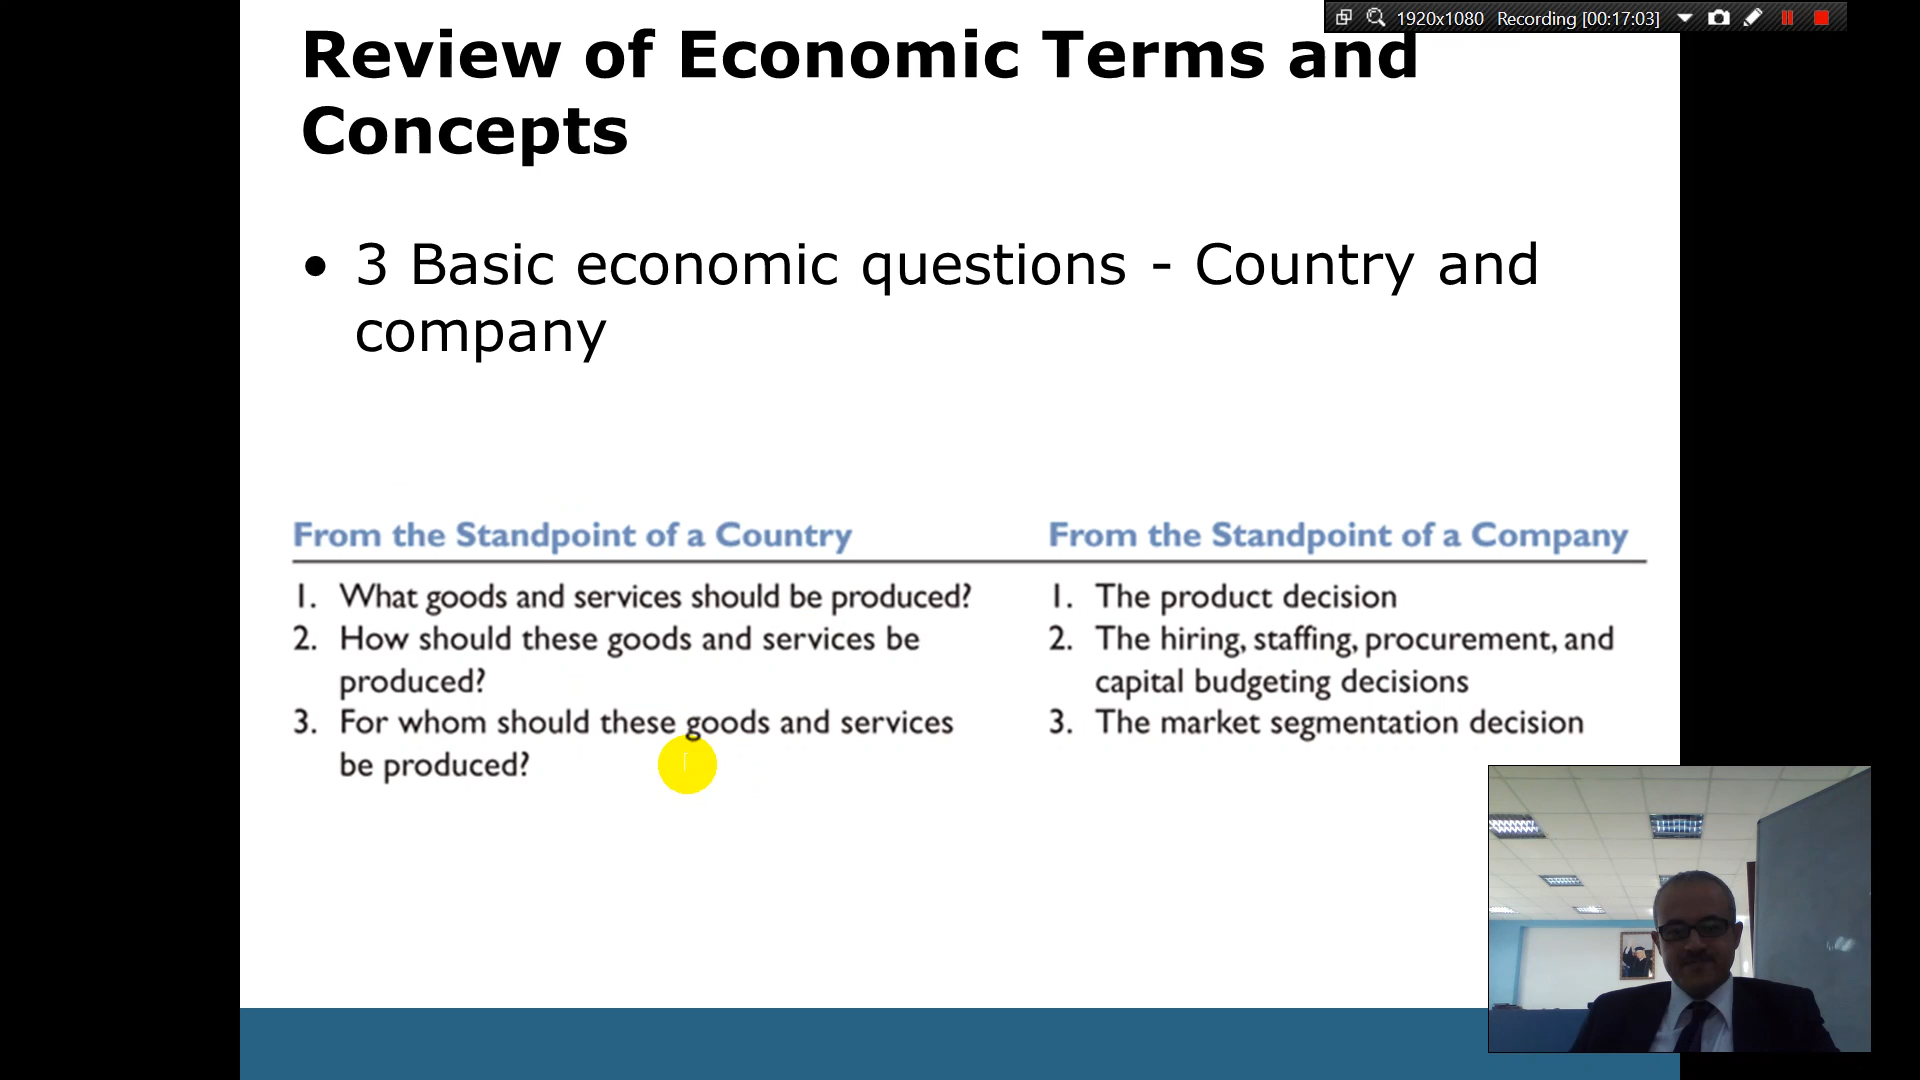 1920x1080 Recording [00:17:03]
Review of Economic Terms and
Concepts
• 3 Basic economic questions - Country and
company
From the Standpoint of a Country
1. What goods and services should be produced?
2. How should these goods and services be
produced?
3. For whom should these goods and services
be produced?
From the Standpoint of a Company
1. The product decision
2. The hiring, staffing, procurement, and
capital budgeting decisions
3. The market segmentation decision